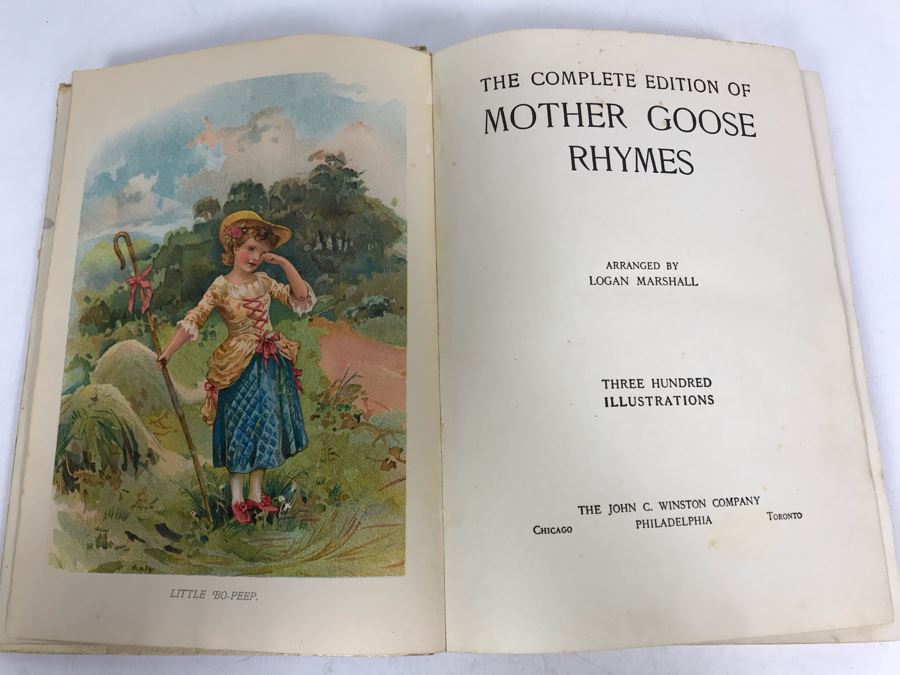 LITTLE BO-PEEP.
THE COMPLETE EDITION OF
MOTHER GOOSE
RHYMES
ARRANGED BY
LOGAN MARSHALL
THREE HUNDRED
ILLUSTRATIONS
THE JOHN C. WINSTON COMPANY
CHICAGO PHILADELPHIA TORONTO